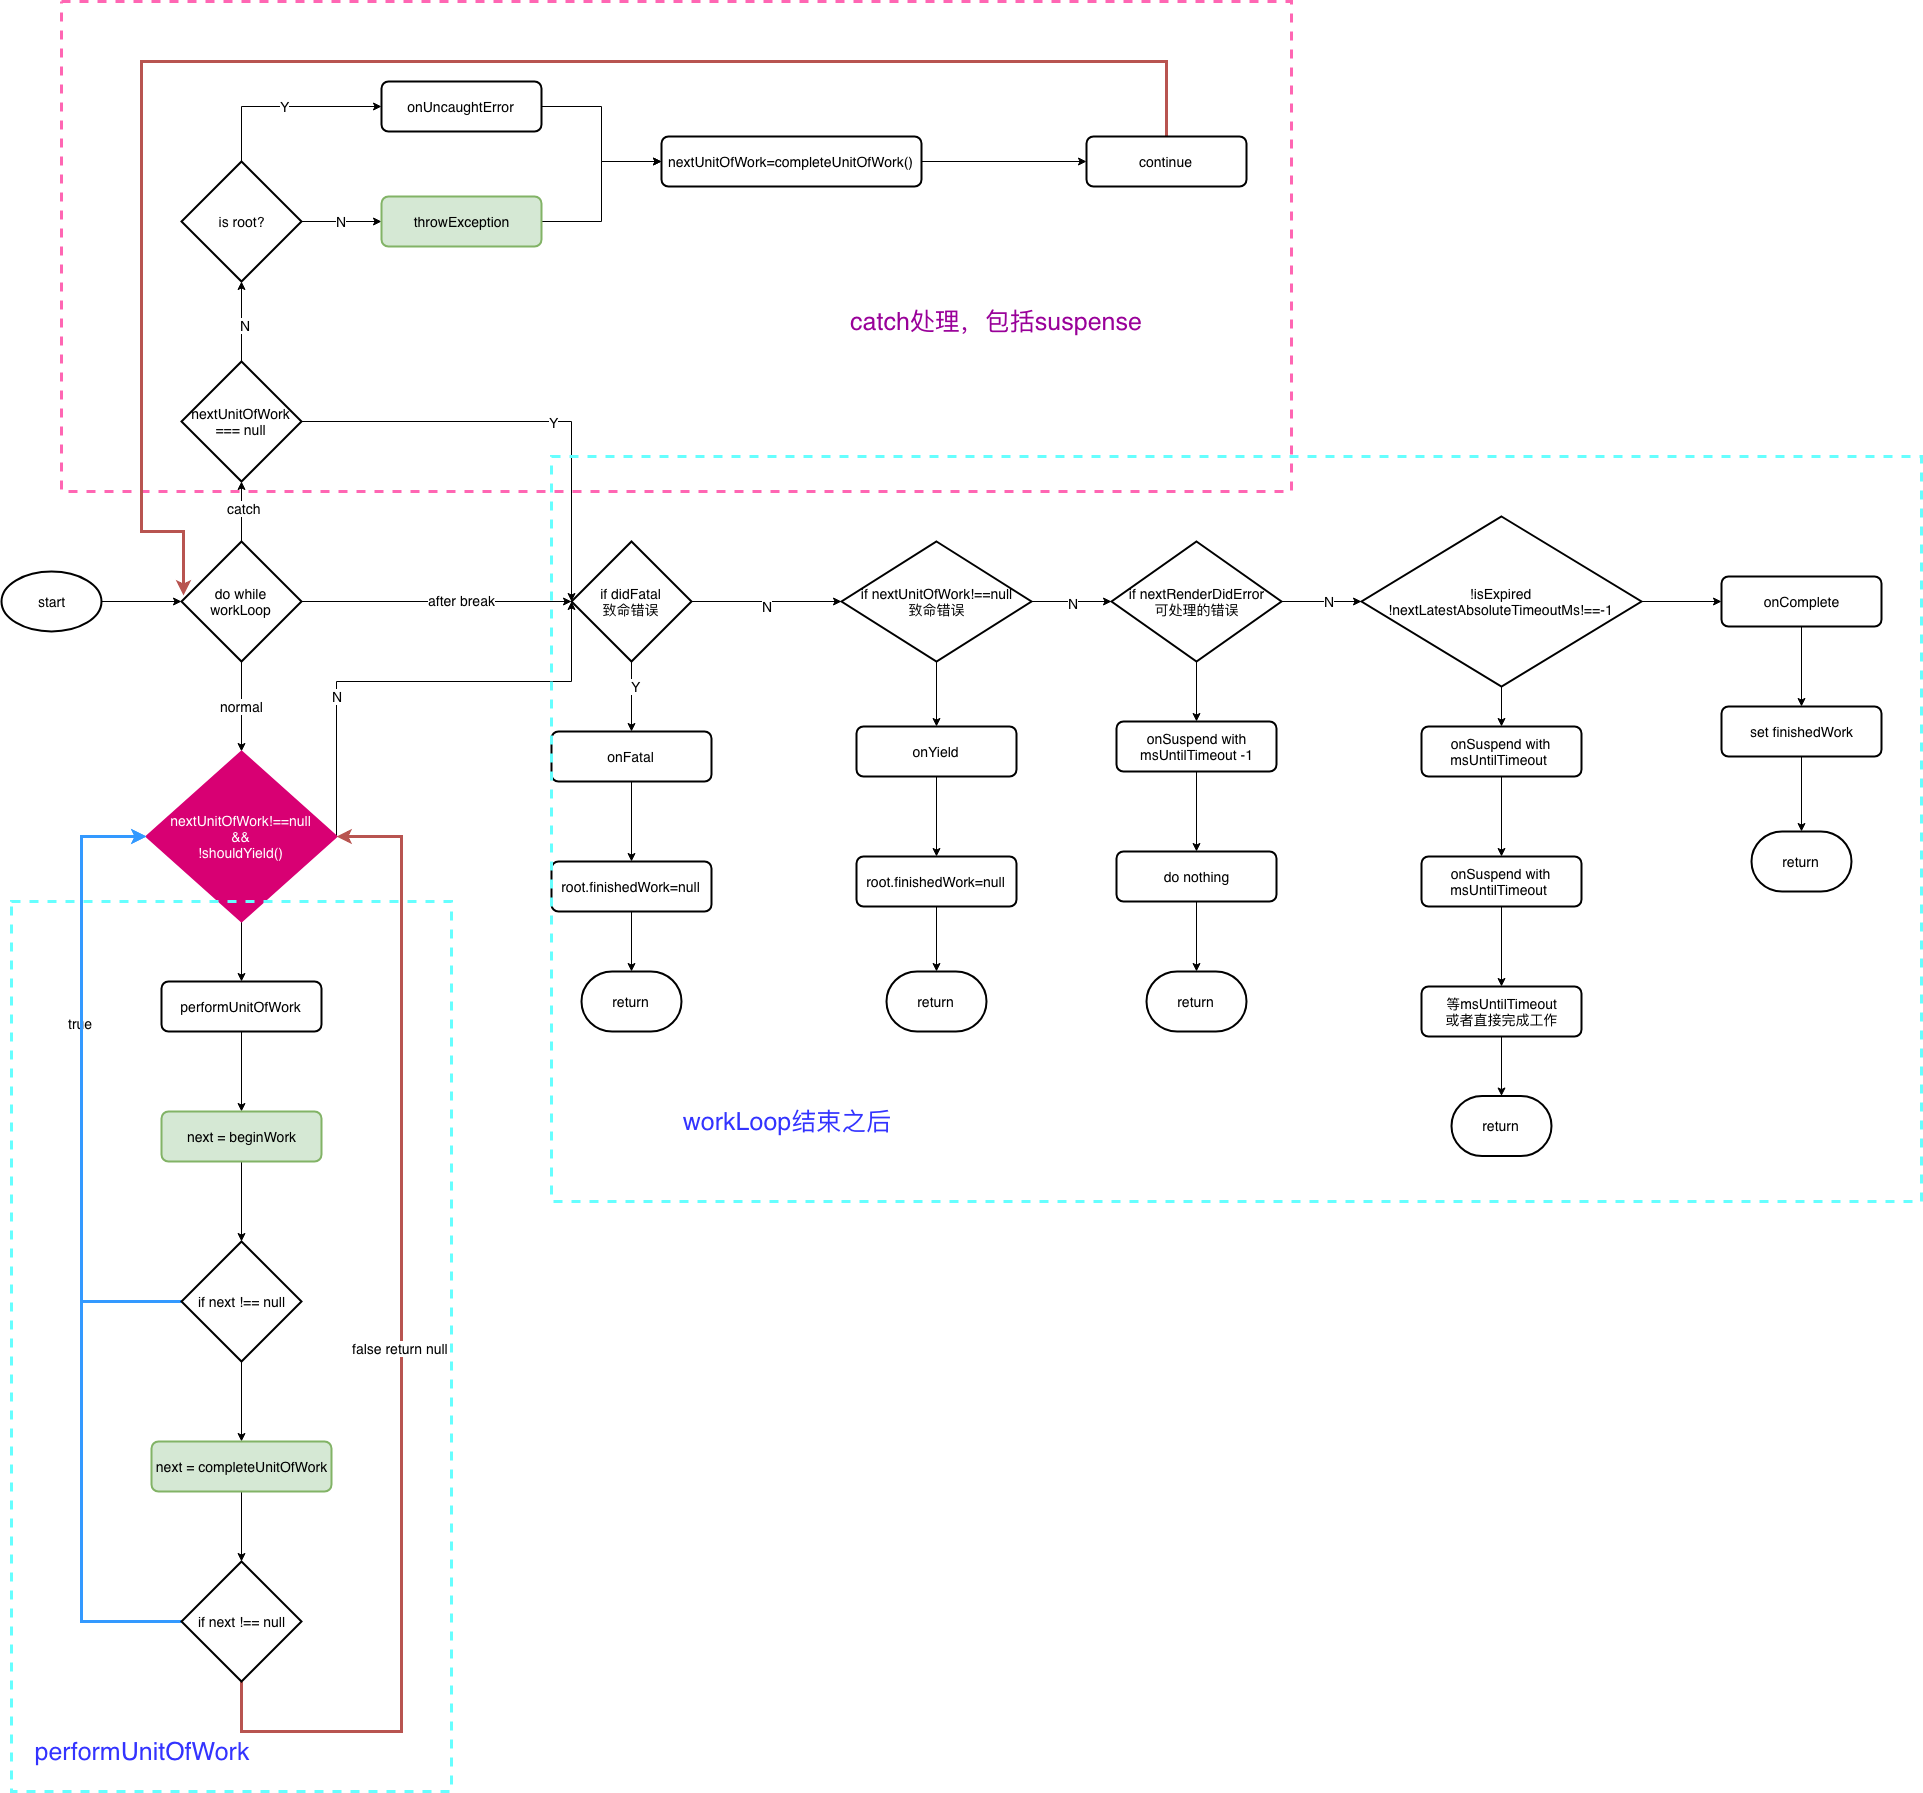 Y
onUncaughtError
nextUnitOfWork=completeUnitOfWork()
continue
is root?
N
throwException
N
catch处理，包括suspense
nextUnitOfWork
=== null
Y
catch
start
do while
workLoop
after break
if didFatal
致命错误
N
if nextUnitOfWork!==null
致命错误
N
if nextRenderDidError
可处理的错误
N
!isExpired
!nextLatestAbsoluteTimeoutMs!==-1
onComplete
normal
N
Y
onFatal
onYield
onSuspend with
msUntilTimeout -1
onSuspend with
msUntilTimeout
set finishedWork
nextUnitOfWork!==null
&&
!shouldYield()
root.finishedWork=null
root.finishedWork=null
do nothing
onSuspend with
msUntilTimeout
return
performUnitOfWork
true
return
return
return
等msUntilTimeout
或者直接完成工作
next = beginWork
workLoop结束之后
return
if next !== null
false return null
next = completeUnitOfWork
if next !== null
performUnitOfWork